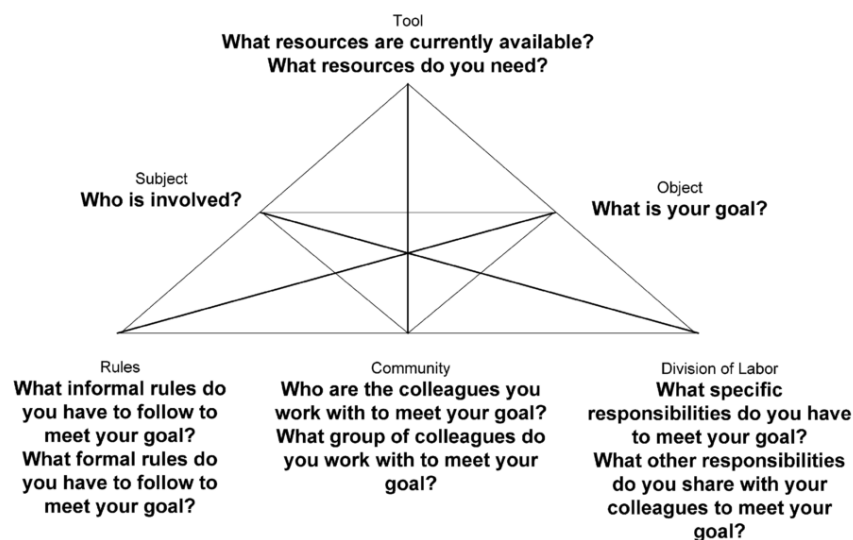 Tool
What resources are currently available?
What resources do you need?
Subject
Who is involved?
Object
What is your goal?
Rules
What informal rules do
you have to follow to
meet your goal?
What formal rules do
you have to follow to
meet your goal?
Community
Who are the colleagues you
work with to meet your goal?
What group of colleagues do
you work with to meet your
goal?
Division of Labor
What specific
responsibilities do you have
to meet your goal?
What other responsibilities
do you share with your
colleagues to meet your
goal?